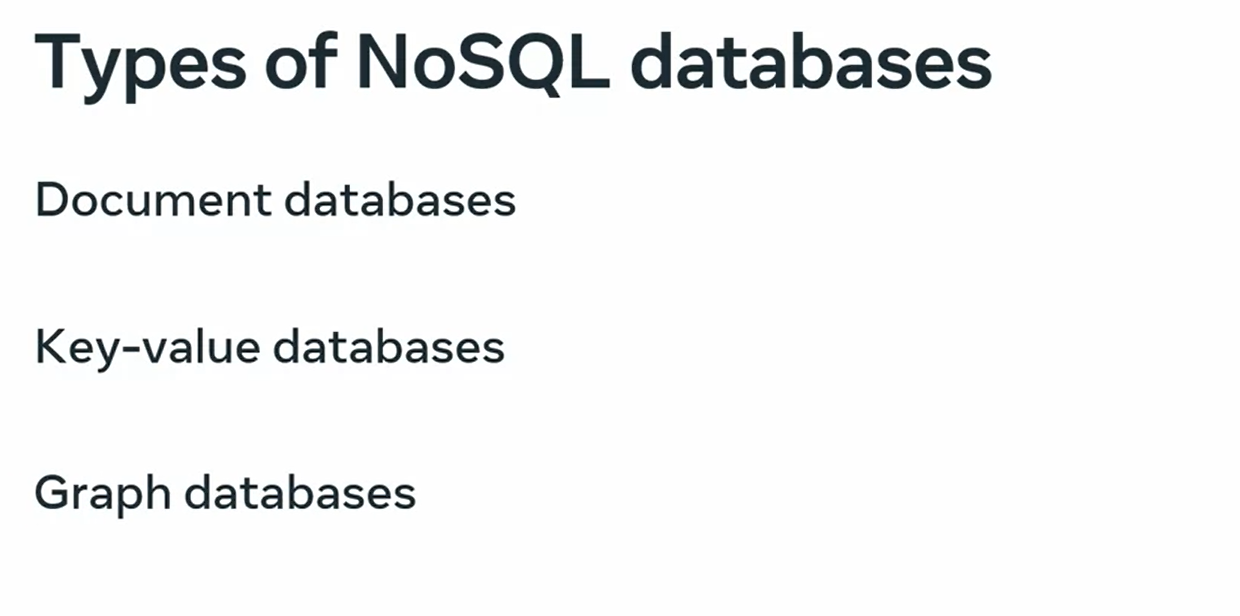 Types of NoSQL databases
Document databases
Key-value databases
Graph databases